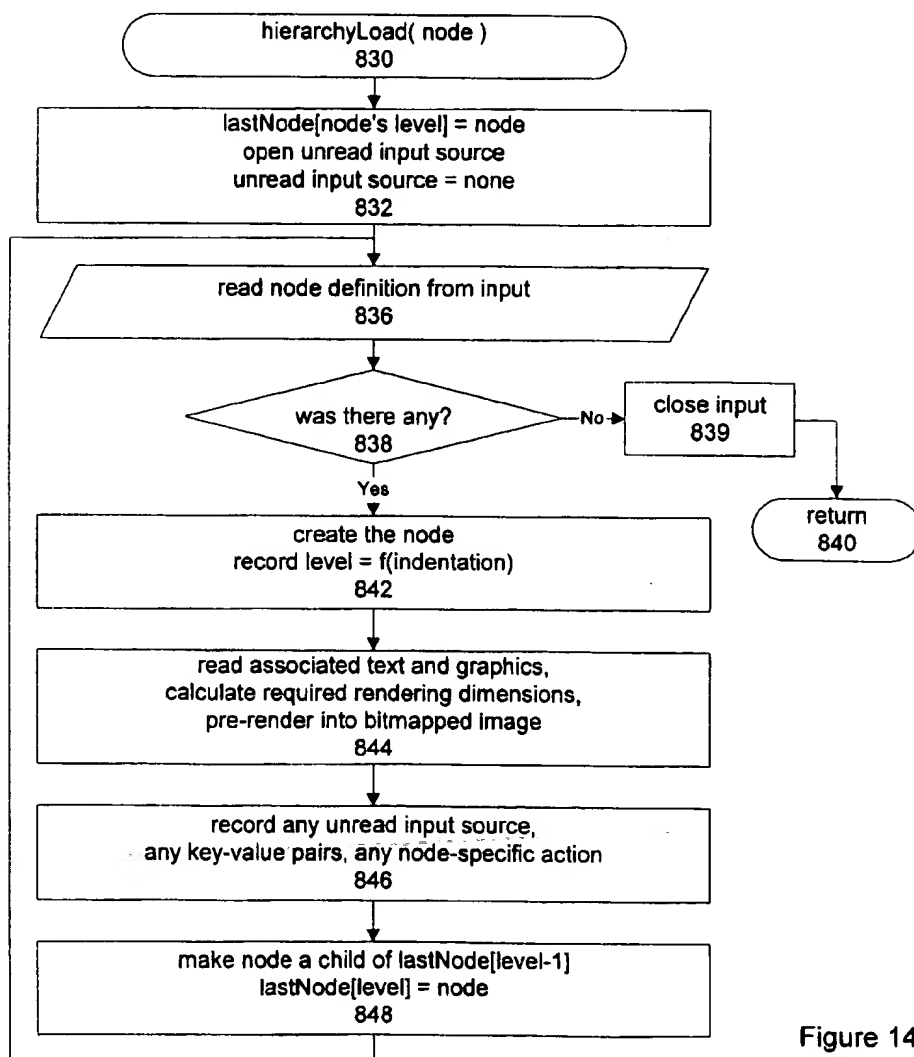 hierarchyLoad( node )
830
lastNode[node's level] = node
open unread input source
unread input source = none
832
read node definition from input
836
was there any?
838
No
close input
839
return
840
Yes
create the node
record level = f(indentation)
842
read associated text and graphics,
calculate required rendering dimensions,
pre-render into bitmapped image
844
record any unread input source,
any key-value pairs, any node-specific action
846
make node a child of lastNode[level-1]
lastNode[level] = node
848
Figure 14